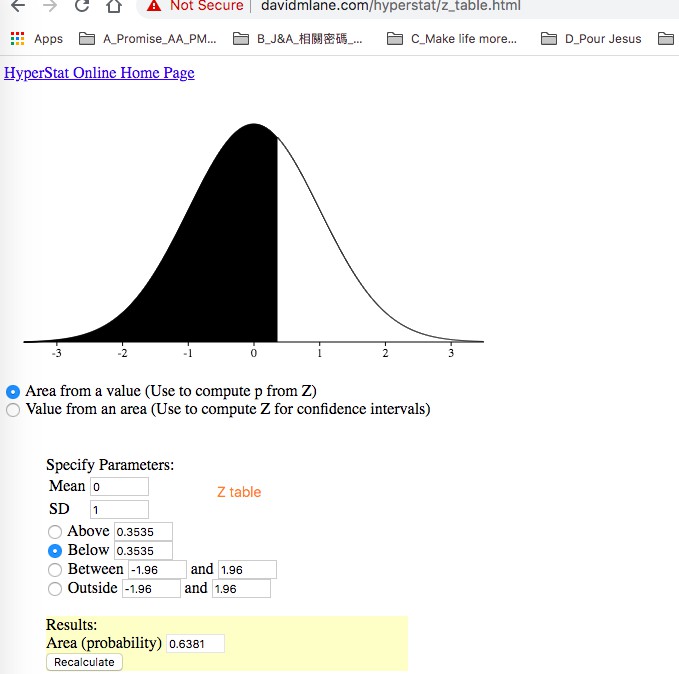 Not Secure | davidmlane.com/hyperstat/z_table.html
Apps A_Promise_AA_PM... B_J&A_相關密碼_... C_Make life more... D_Pour Jesus
HyperStat Online Home Page
-3 -2 -1 0 1 2 3
Area from a value (Use to compute p from Z)
Value from an area (Use to compute Z for confidence intervals)
Specify Parameters:
Mean 0
Z table
SD 1
Above 0.3535
Below 0.3535
Between -1.96 and 1.96
Outside -1.96 and 1.96
Results:
Area (probability) 0.6381
Recalculate